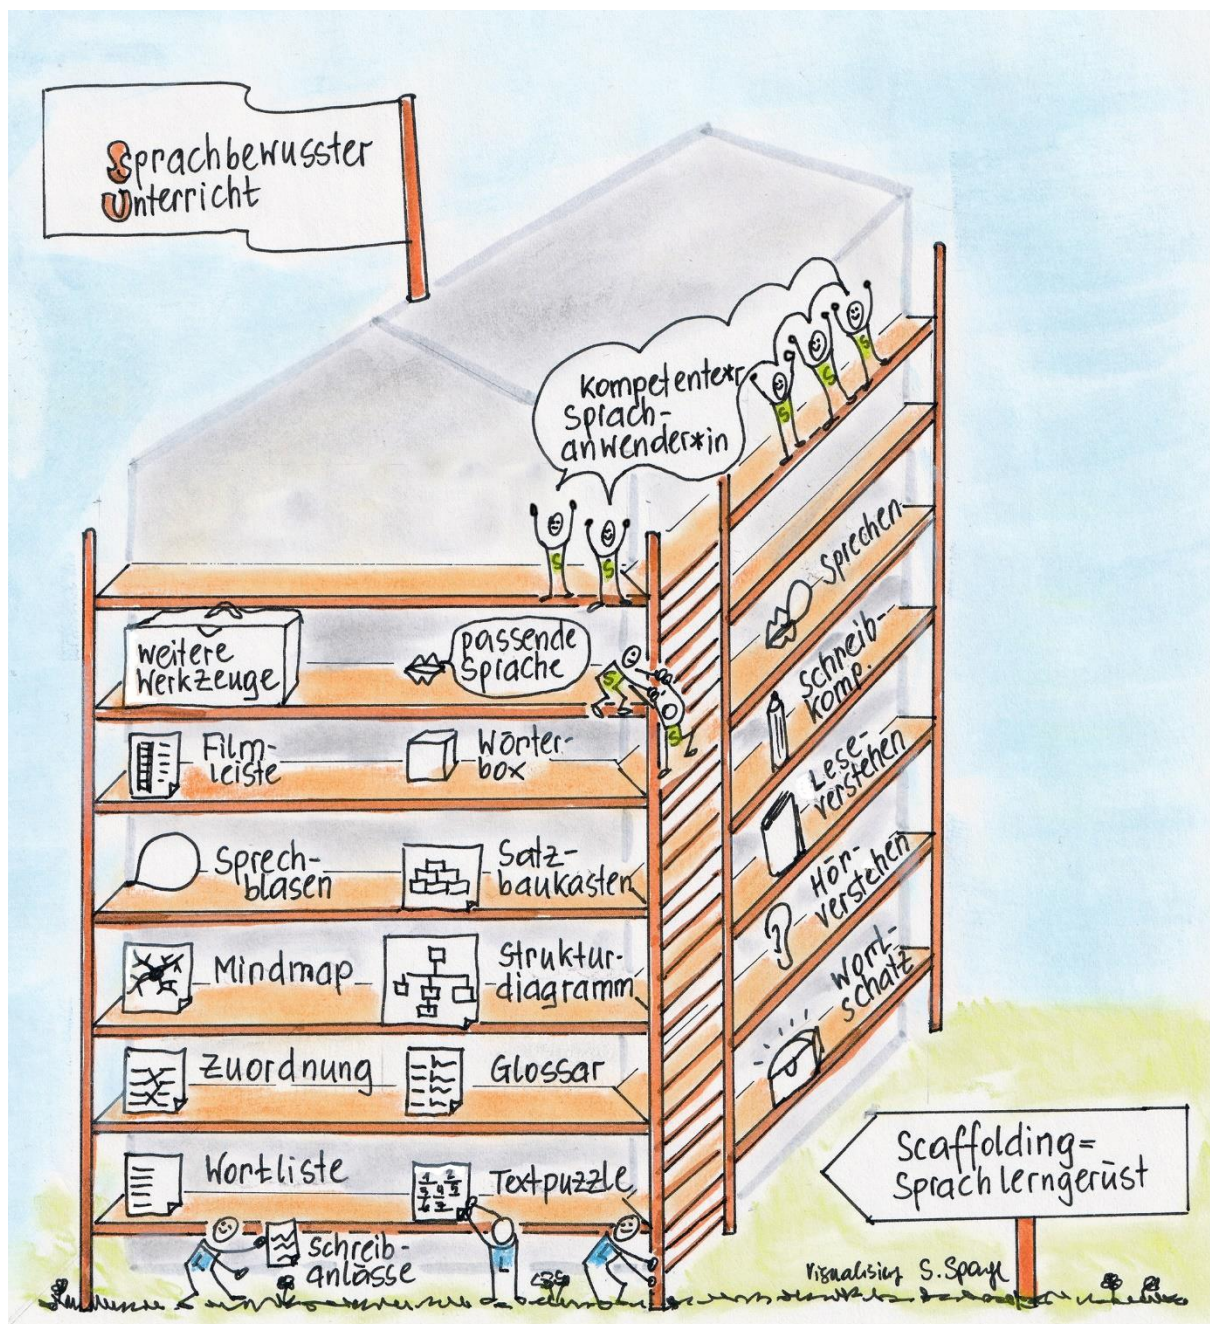 Sprachbewusster
Unterricht
kompetente*r
Sprach-
anwender*in
S
S
S
S
S
weitere
Werkzeuge
passende
Sprache
S
S
Film-
leiste
Wörter-
box
Sprech-
blasen
Satz-
baukasten
Mindmap
Struktur-
diagramm
Zuordnung
Glossar
Wortliste
Textpuzzle
Schreib-
anlässe
L
L
L
Sprechen
Schreib-
komp.
Lese-
verstehen
Hör-
verstehen
Wort-
schatz
Scaffolding=
Sprachlerngerüst